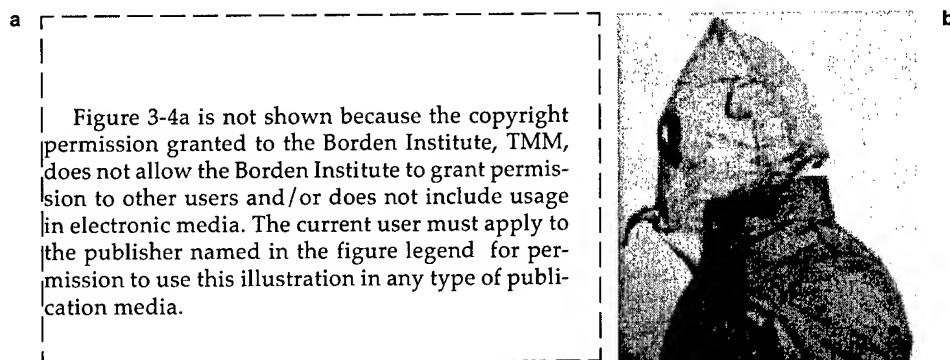 a
b
Figure 3-4a is not shown because the copyright
permission granted to the Borden Institute, TMM,
does not allow the Borden Institute to grant permis-
sion to other users and/or does not include usage
in electronic media. The current user must apply to
the publisher named in the figure legend for per-
mission to use this illustration in any type of publi-
cation media.